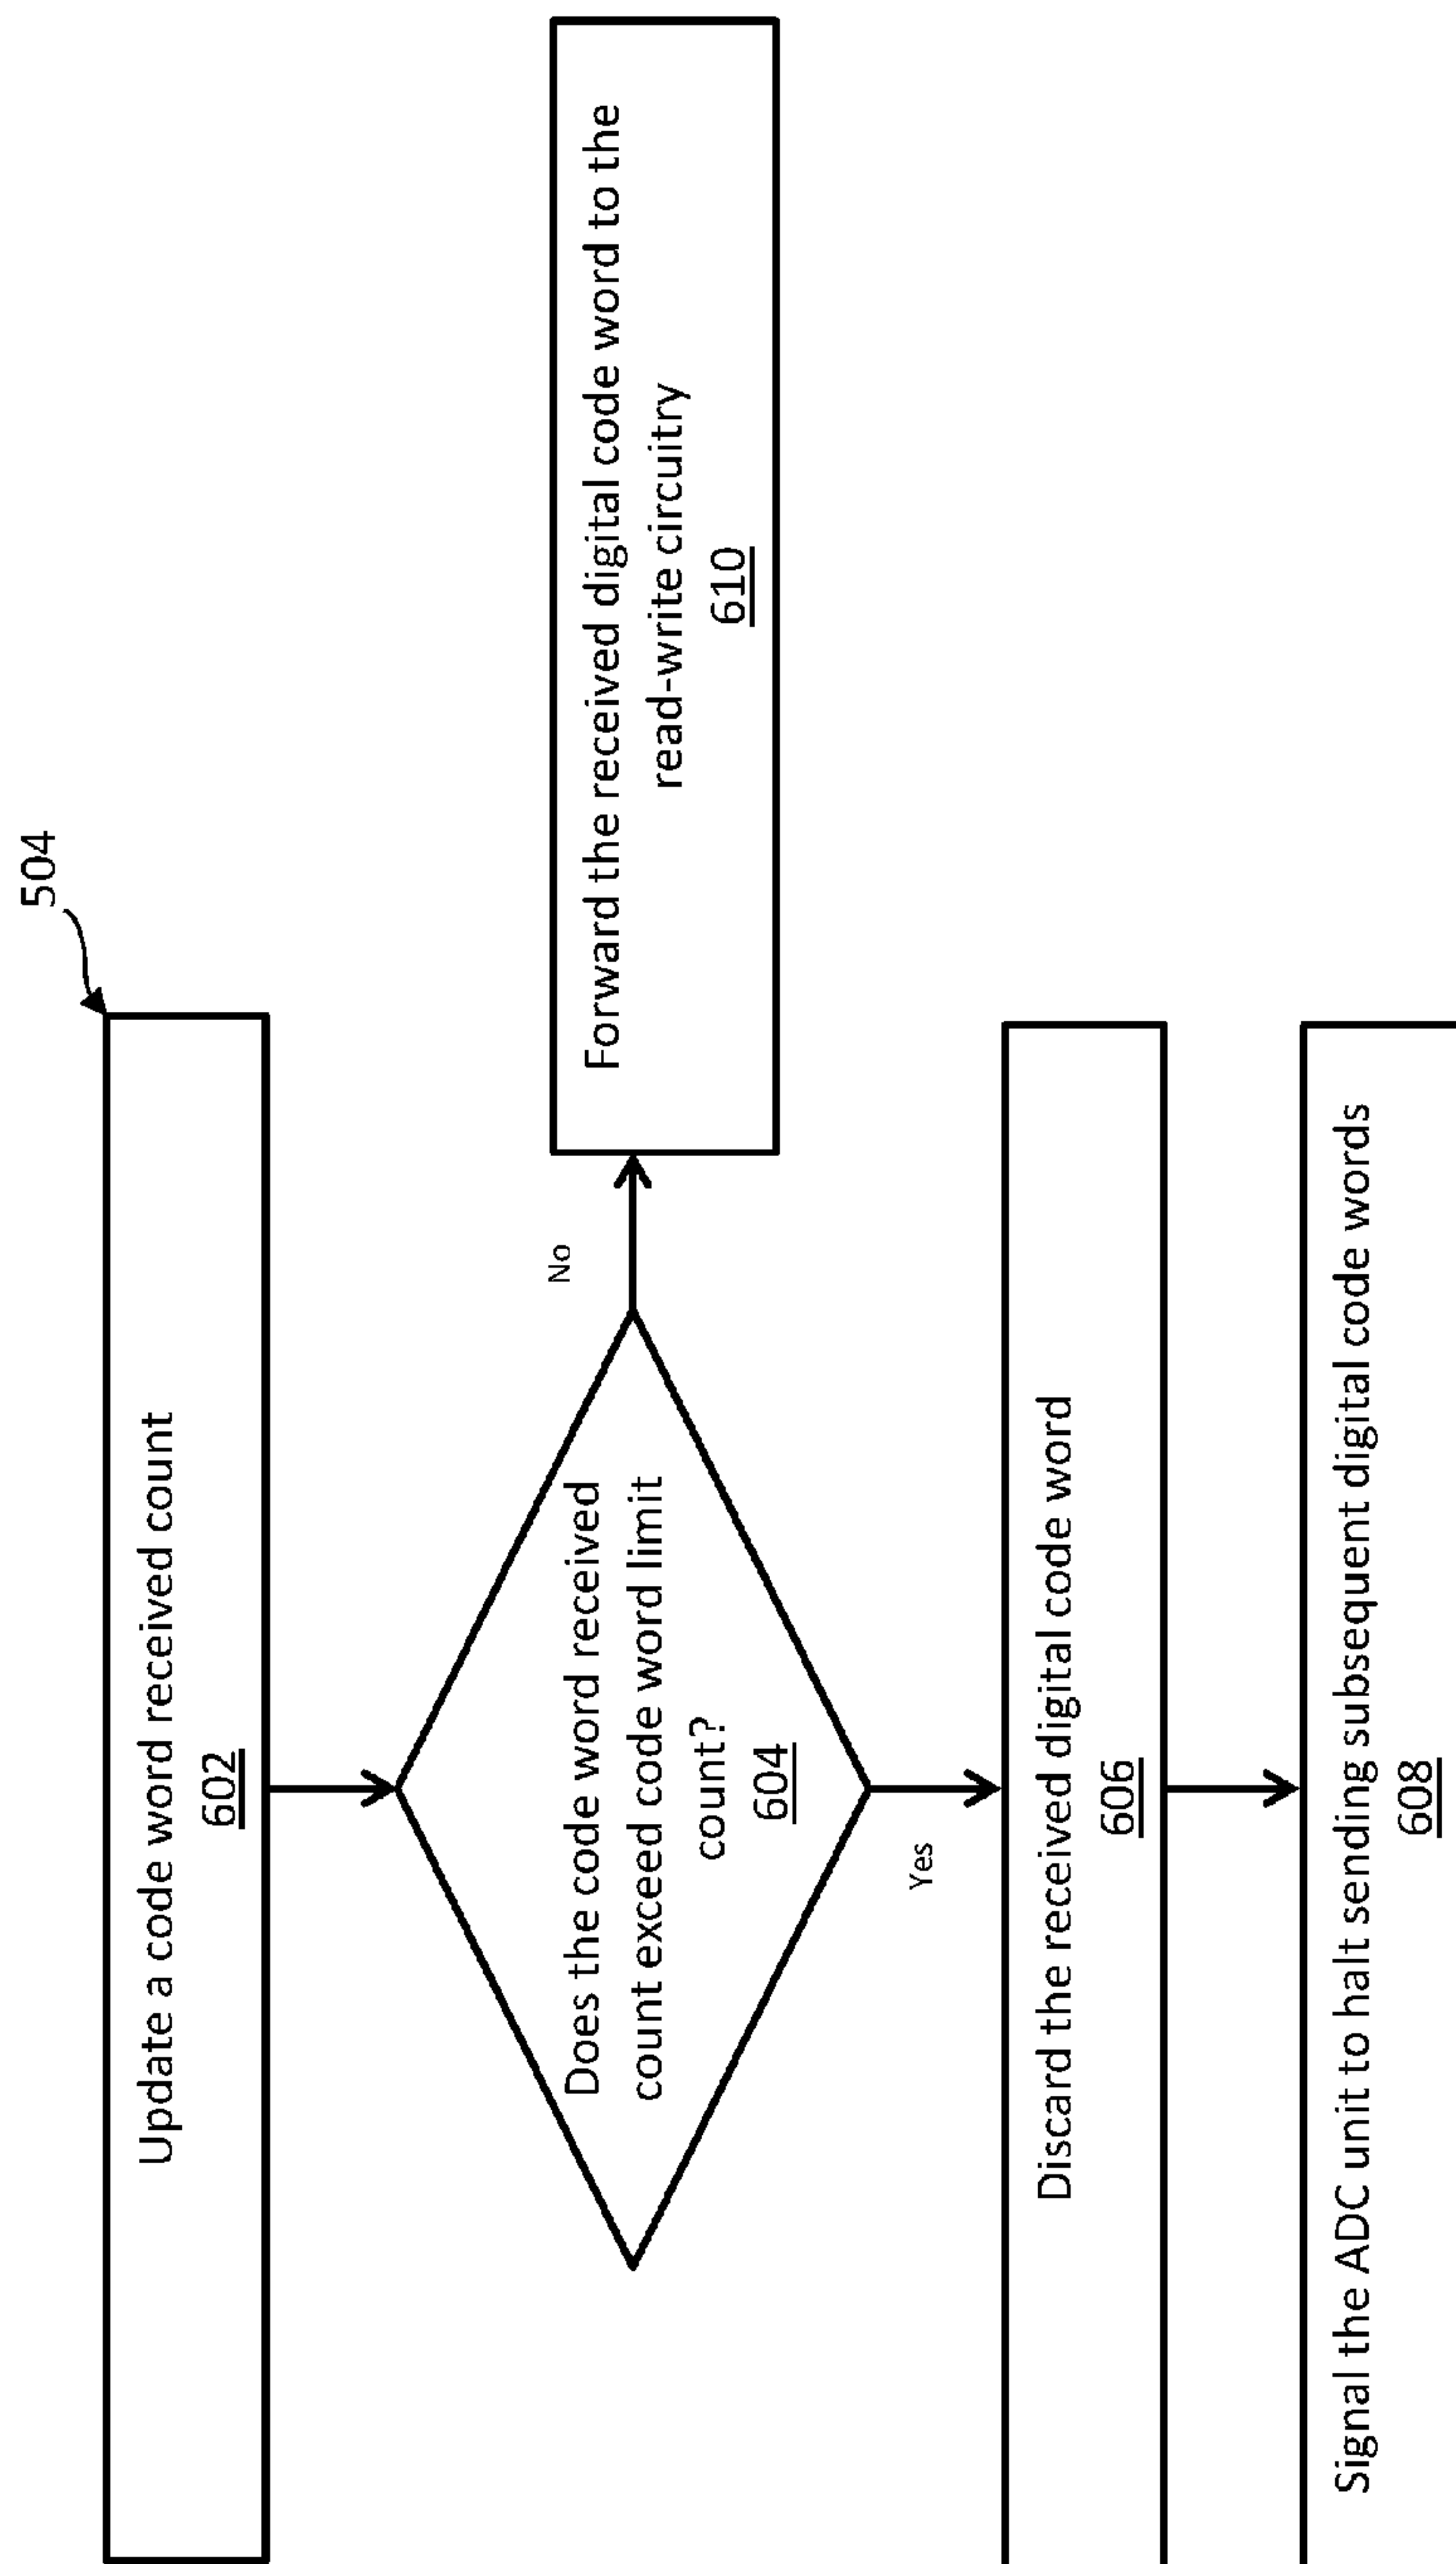 504
Update a code word received count
602
Does the code word received
count exceed code word limit
count?
604
No
Forward the received digital code word to the
read-write circuitry
610
Yes
Discard the received digital code word
606
Signal the ADC unit to halt sending subsequent digital code words
608